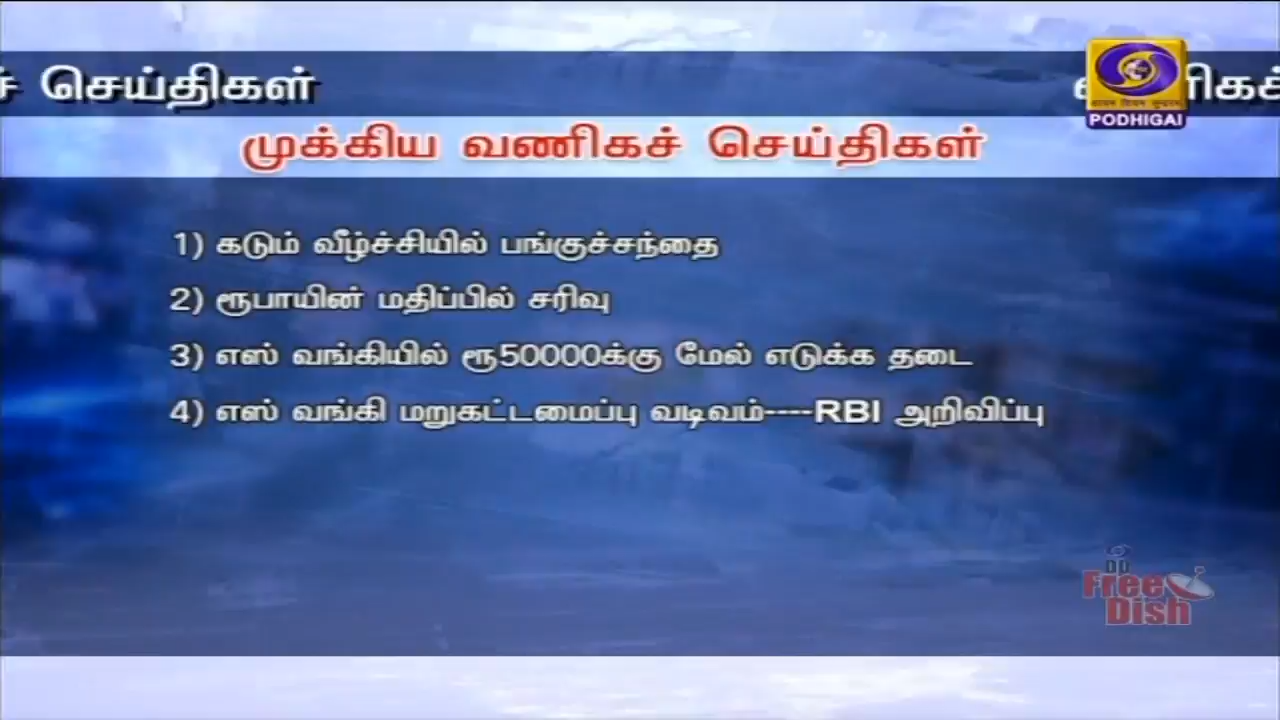 செய்திகள்
PODHIGAI
முக்கிய வணிகச் செய்திகள்
1) கடும் வீழ்ச்சியில் பங்குச்சந்தை
2) ரூபாயின் மதிப்பில் சரிவு
3) எஸ் வங்கியில் ரூ50000க்கு மேல் எடுக்க தடை
4) எஸ் வங்கி மறுகட்டமைப்பு வடிவம்----RBI அறிவிப்பு
DD
Free
Dish